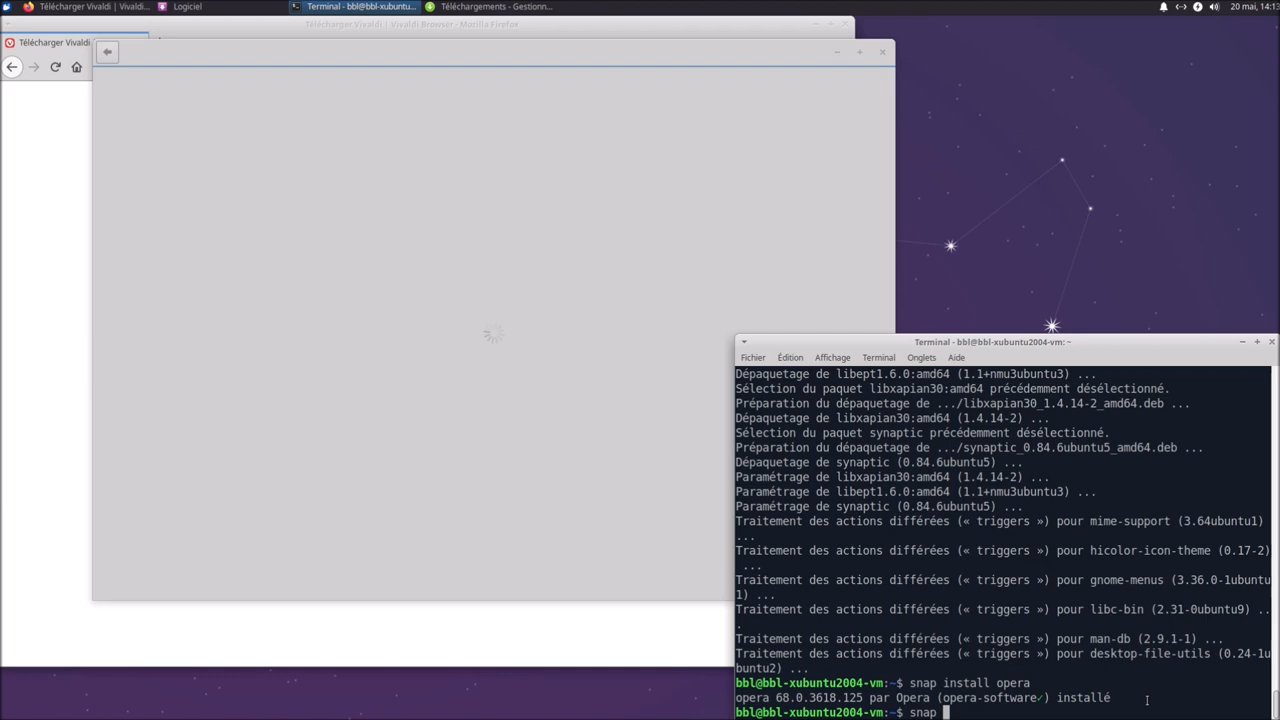 Télécharger Vivaldi | Vivaldi...
Logiciel
Terminal - bbl@bbl-xubuntu...
Téléchargements - Gestionn...
20 mai, 14:13
Télécharger Vivaldi | Vivaldi Browser - Mozilla Firefox
Télécharger Vivaldi
Terminal - bbl@bbl-xubuntu2004-vm: ~
Fichier Édition Affichage Terminal Onglets Aide
Dépaquetage de libept1.6.0:amd64 (1.1+nmu3ubuntu3) ...
Sélection du paquet libxapian30:amd64 précédemment désélectionné.
Préparation du dépaquetage de .../libxapian30_1.4.14-2_amd64.deb ...
Dépaquetage de libxapian30:amd64 (1.4.14-2) ...
Sélection du paquet synaptic précédemment désélectionné.
Préparation du dépaquetage de .../synaptic_0.84.6ubuntu5_amd64.deb ...
Dépaquetage de synaptic (0.84.6ubuntu5) ...
Paramétrage de libxapian30:amd64 (1.4.14-2) ...
Paramétrage de libept1.6.0:amd64 (1.1+nmu3ubuntu3) ...
Paramétrage de synaptic (0.84.6ubuntu5) ...
Traitement des actions différées (« triggers ») pour mime-support (3.64ubuntu1)
...
Traitement des actions différées (« triggers ») pour hicolor-icon-theme (0.17-2)
...
Traitement des actions différées (« triggers ») pour gnome-menus (3.36.0-1ubuntu
1) ...
Traitement des actions différées (« triggers ») pour libc-bin (2.31-0ubuntu9) ..
.
Traitement des actions différées (« triggers ») pour man-db (2.9.1-1) ...
Traitement des actions différées (« triggers ») pour desktop-file-utils (0.24-1u
buntu2) ...
bbl@bbl-xubuntu2004-vm:~$ snap install opera
opera 68.0.3618.125 par Opera (opera-software✓) installé
bbl@bbl-xubuntu2004-vm:~$ snap